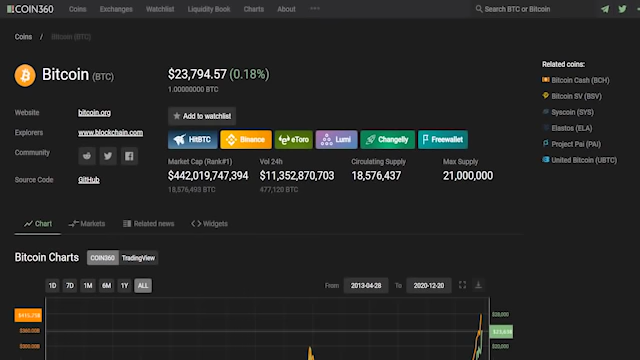 COIN360 Coins Exchanges Watchlist Liquidity Book Charts About Search BTC or Bitcoin
Coins / Bitcoin (BTC)
Bitcoin (BTC)
$23,794.57 (0.18%)
1.00000000 BTC
Website bitcoin.org
Explorers www.blockchain.com
Community
Source Code GitHub
Add to watchlist
HitBTC Binance eToro Lumi Changelly Freewallet
Market Cap (Rank#1) Vol 24h Circulating Supply Max Supply
$442,019,747,394 $11,352,870,703 18,576,437 21,000,000
18,576,493 BTC 477,120 BTC
Related coins:
Bitcoin Cash (BCH)
Bitcoin SV (BSV)
Syscoin (SYS)
Elastos (ELA)
Project Pai (PAI)
United Bitcoin (UBTC)
Chart Markets Related news Widgets
Bitcoin Charts COIN360 TradingView
1D 7D 1M 6M 1Y ALL From 2013-04-28 To 2020-12-20
$360.00B
$300.00B